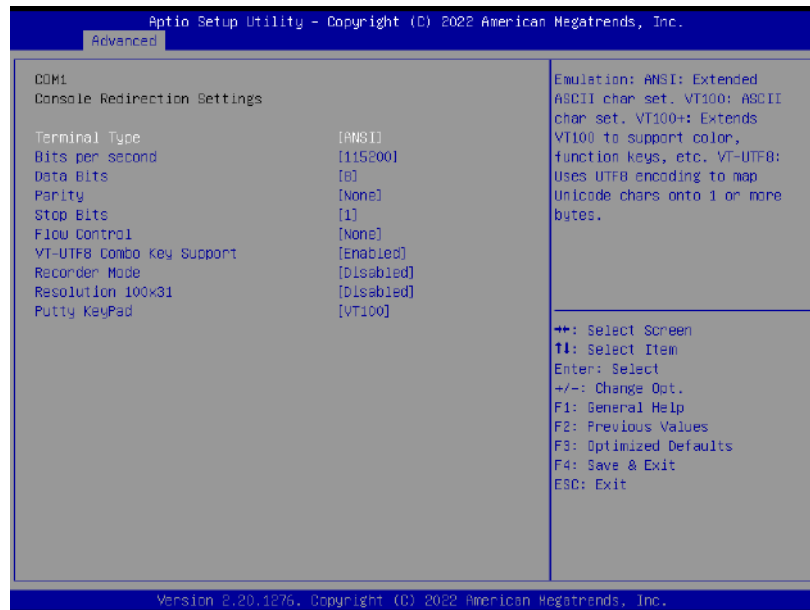 Aptio Setup Utility – Copyright (C) 2022 American Megatrends, Inc.
Advanced
COM1
Console Redirection Settings
Terminal Type [ANSI]
Bits per second [115200]
Data Bits [8]
Parity [None]
Stop Bits [1]
Flow Control [None]
VT-UTF8 Combo Key Support [Enabled]
Recorder Mode [Disabled]
Resolution 100x31 [Disabled]
Putty KeyPad [VT100]
Emulation: ANSI: Extended
ASCII char set. VT100: ASCII
char set. VT100+: Extends
VT100 to support color,
function keys, etc. VT-UTF8:
Uses UTF8 encoding to map
Unicode chars onto 1 or more
bytes.
→←: Select Screen
↑↓: Select Item
Enter: Select
+/-: Change Opt.
F1: General Help
F2: Previous Values
F3: Optimized Defaults
F4: Save & Exit
ESC: Exit
Version 2.20.1276. Copyright (C) 2022 American Megatrends, Inc.